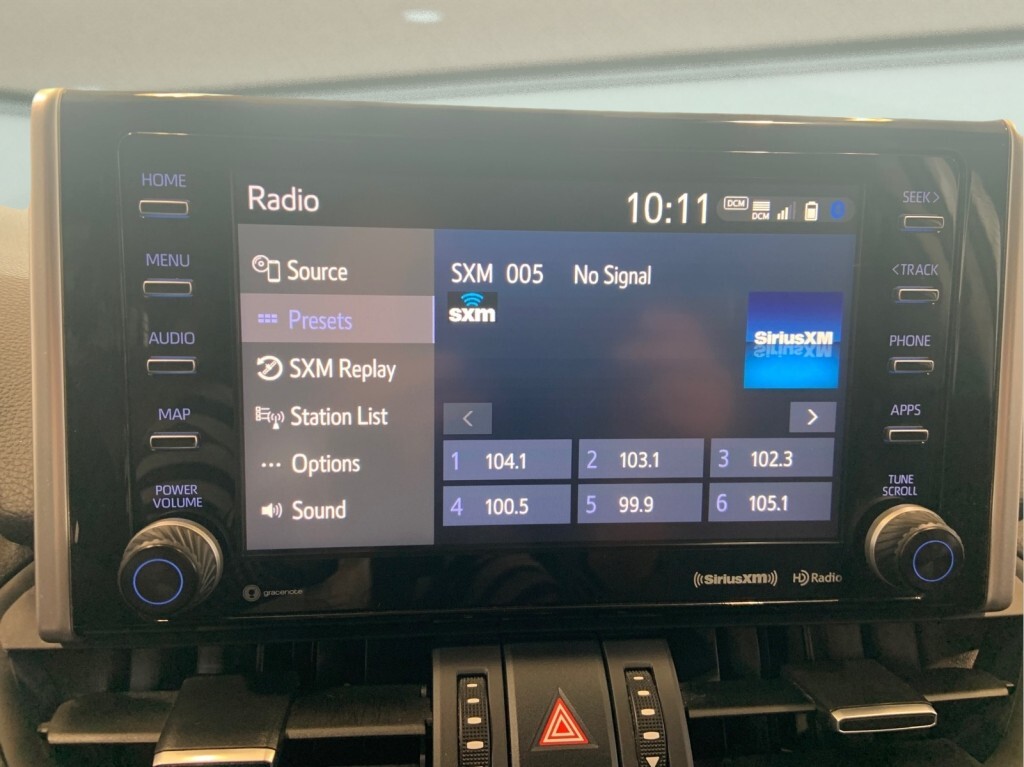 HOME
MENU
AUDIO
MAP
POWER
VOLUME
Radio
10:11
DCM
DCM
Source
Presets
SXM Replay
Station List
Options
Sound
SXM 005 No Signal
sxm
SiriusXM
<
>
1 104.1
2 103.1
3 102.3
4 100.5
5 99.9
6 105.1
SEEK >
< TRACK
PHONE
APPS
TUNE
SCROLL
gracenote
SiriusXM
HD Radio